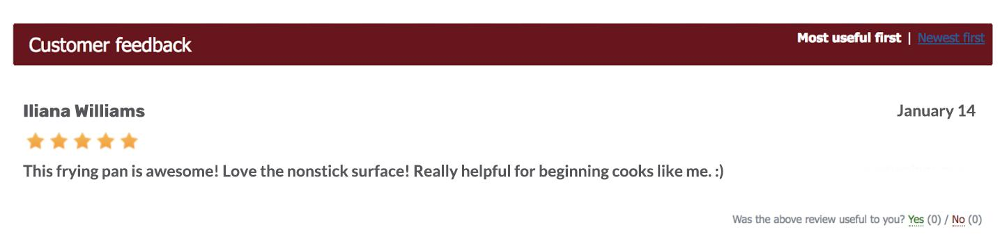 Customer feedback
Most useful first | Newest first
Iliana Williams
January 14
This frying pan is awesome! Love the nonstick surface! Really helpful for beginning cooks like me. :)
Was the above review useful to you? Yes (0) / No (0)